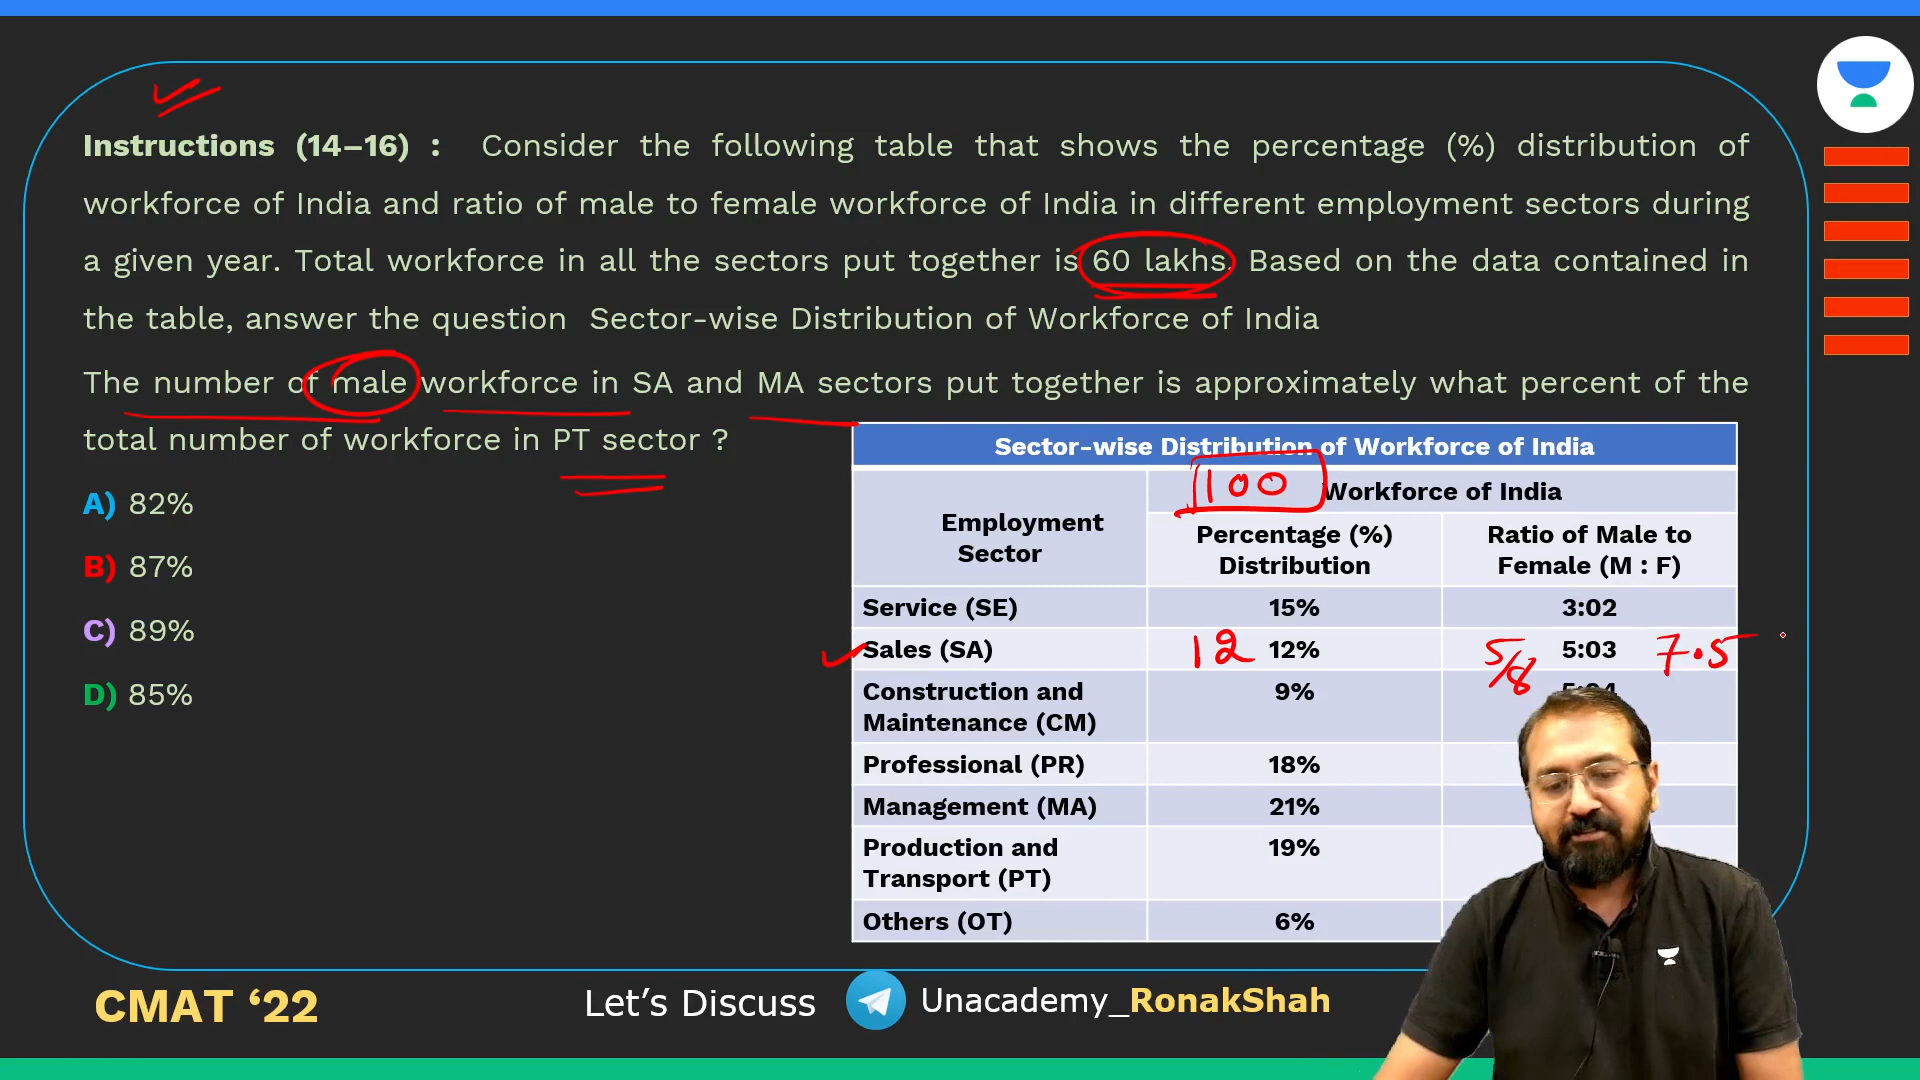 Instructions (14–16) : Consider the following table that shows the percentage (%) distribution of
workforce of India and ratio of male to female workforce of India in different employment sectors during
a given year. Total workforce in all the sectors put together is 60 lakhs. Based on the data contained in
the table, answer the question Sector-wise Distribution of Workforce of India
The number of male workforce in SA and MA sectors put together is approximately what percent of the
total number of workforce in PT sector ?
A) 82%
B) 87%
C) 89%
D) 85%
Sector-wise Distribution of Workforce of India
Employment Sector
100 Workforce of India
Percentage (%) Distribution
Ratio of Male to Female (M : F)
Service (SE) 15% 3:02
Sales (SA) 12 12% 5/8 5:03 7.5
Construction and Maintenance (CM) 9%
Professional (PR) 18%
Management (MA) 21%
Production and Transport (PT) 19%
Others (OT) 6%
CMAT ‘22
Let’s Discuss Unacademy_RonakShah